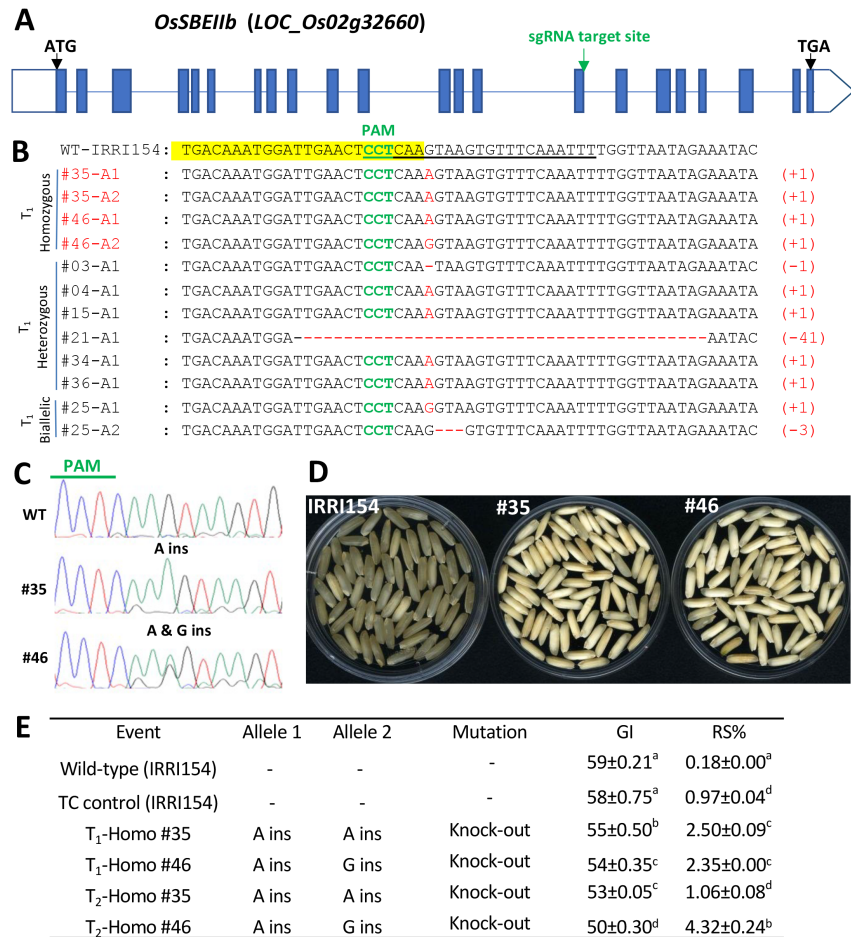 A
OsSBEIIb (LOC_Os02g32660)
ATG
sgRNA target site
TGA
B
PAM
WT-IRRI154: TGACAAATGGATTGAACTCCTCAAGTAAGTGTTTCAAATTTTGGTTAATAGAAATAC
T1 Homozygous
#35-A1 : TGACAAATGGATTGAACTCCTCAAAGTAAGTGTTTCAAATTTTGGTTAATAGAAATA (+1)
#35-A2 : TGACAAATGGATTGAACTCCTCAAAGTAAGTGTTTCAAATTTTGGTTAATAGAAATA (+1)
#46-A1 : TGACAAATGGATTGAACTCCTCAAAGTAAGTGTTTCAAATTTTGGTTAATAGAAATA (+1)
#46-A2 : TGACAAATGGATTGAACTCCTCAAGGTAAGTGTTTCAAATTTTGGTTAATAGAAATA (+1)
T1 Heterozygous
#03-A1 : TGACAAATGGATTGAACTCCTCAA-TAAGTGTTTCAAATTTTGGTTAATAGAAATAC (-1)
#04-A1 : TGACAAATGGATTGAACTCCTCAAAGTAAGTGTTTCAAATTTTGGTTAATAGAAATA (+1)
#15-A1 : TGACAAATGGATTGAACTCCTCAAAGTAAGTGTTTCAAATTTTGGTTAATAGAAATA (+1)
#21-A1 : TGACAAATGGA-----------------------------------------AATAC (-41)
#34-A1 : TGACAAATGGATTGAACTCCTCAAAGTAAGTGTTTCAAATTTTGGTTAATAGAAATA (+1)
#36-A1 : TGACAAATGGATTGAACTCCTCAAAGTAAGTGTTTCAAATTTTGGTTAATAGAAATA (+1)
T1 Biallelic
#25-A1 : TGACAAATGGATTGAACTCCTCAAGGTAAGTGTTTCAAATTTTGGTTAATAGAAATA (+1)
#25-A2 : TGACAAATGGATTGAACTCCTCAAG---GTGTTTCAAATTTTGGTTAATAGAAATAC (-3)
C
PAM
WT
A ins
#35
A & G ins
#46
D
IRRI154
#35
#46
E
Event Allele 1 Allele 2 Mutation GI RS%
Wild-type (IRRI154) - - - 59±0.21a 0.18±0.00a
TC control (IRRI154) - - - 58±0.75a 0.97±0.04d
T1-Homo #35 A ins A ins Knock-out 55±0.50b 2.50±0.09c
T1-Homo #46 A ins G ins Knock-out 54±0.35c 2.35±0.00c
T2-Homo #35 A ins A ins Knock-out 53±0.05c 1.06±0.08d
T2-Homo #46 A ins G ins Knock-out 50±0.30d 4.32±0.24b